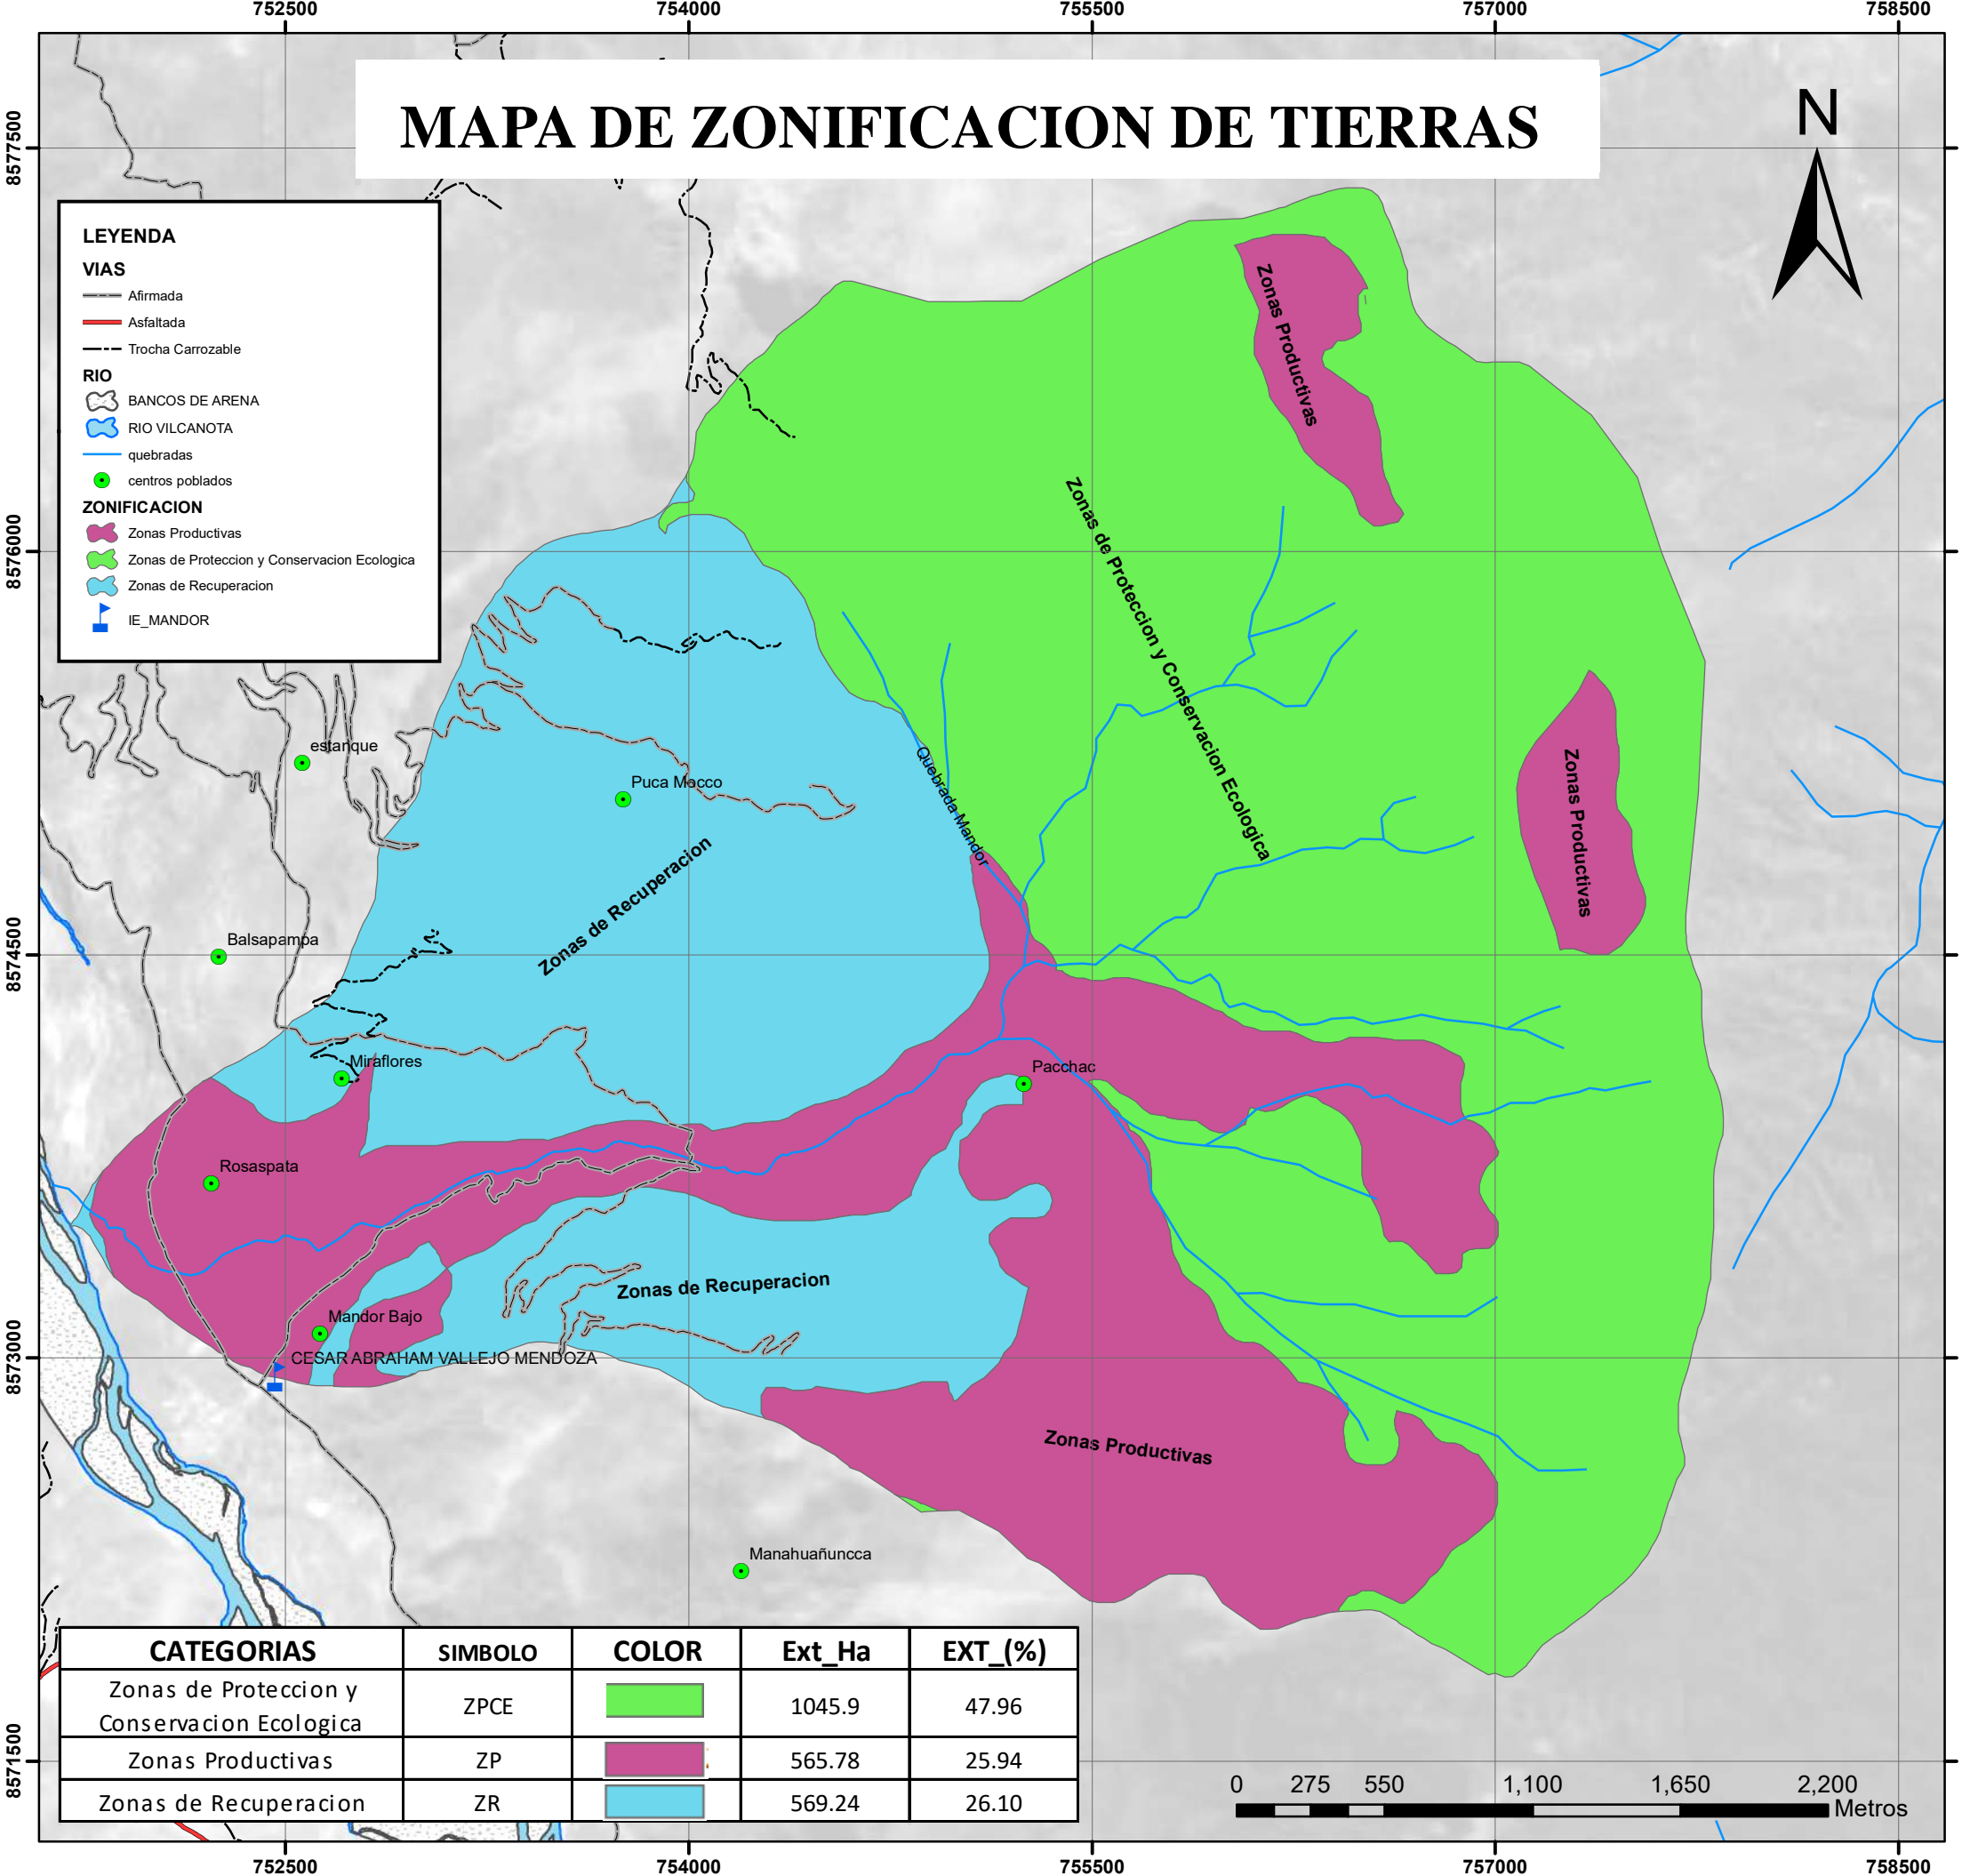 752500 754000 755500 757000 758500
MAPA DE ZONIFICACION DE TIERRAS
N
8577500
8576000
8574500
8573000
8571500
LEYENDA
VIAS
Afirmada
Asfaltada
Trocha Carrozable
RIO
BANCOS DE ARENA
RIO VILCANOTA
quebradas
centros poblados
ZONIFICACION
Zonas Productivas
Zonas de Proteccion y Conservacion Ecologica
Zonas de Recuperacion
IE_MANDOR
Zonas Productivas
Zonas de Proteccion y Conservacion Ecologica
Zonas Productivas
estanque
Puca Mocco
Quebrada Mandor
Zonas de Recuperacion
Balsapampa
Miraflores
Pacchac
Rosaspata
Zonas de Recuperacion
Mandor Bajo
CESAR ABRAHAM VALLEJO MENDOZA
Zonas Productivas
Manahuañuncca
CATEGORIAS SIMBOLO COLOR Ext_Ha EXT_(%)
Zonas de Proteccion y
Conservacion Ecologica ZPCE 1045.9 47.96
Zonas Productivas ZP 565.78 25.94
Zonas de Recuperacion ZR 569.24 26.10
0 275 550 1,100 1,650 2,200
Metros
752500 754000 755500 757000 758500